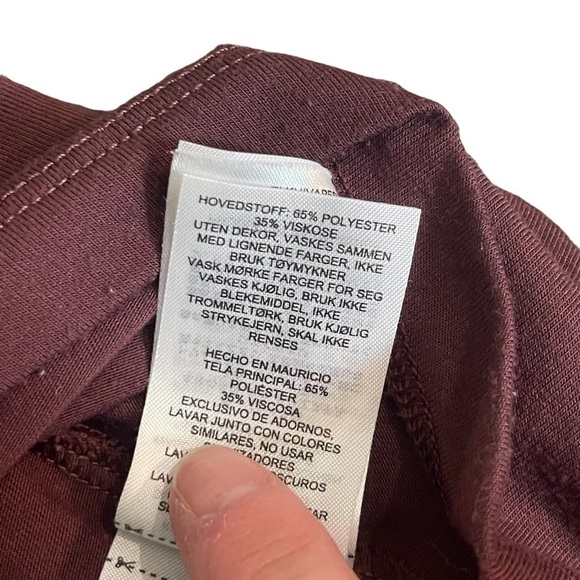 HOVEDSTOFF: 65% POLYESTER
35% VISKOSE
UTEN DEKOR, VASKES SAMMEN
MED LIGNENDE FARGER, IKKE
BRUK TØYMYKNER
VASK MØRKE FARGER FOR SEG
VASKES KJØLIG, BRUK IKKE
BLEKEMIDDEL, IKKE
TROMMELTØRK, BRUK KJØLIG
STRYKEJERN, SKAL IKKE
RENSES
HECHO EN MAURICIO
TELA PRINCIPAL: 65%
POLIÉSTER
35% VISCOSA
EXCLUSIVO DE ADORNOS,
LAVAR JUNTO CON COLORES
SIMILARES, NO USAR